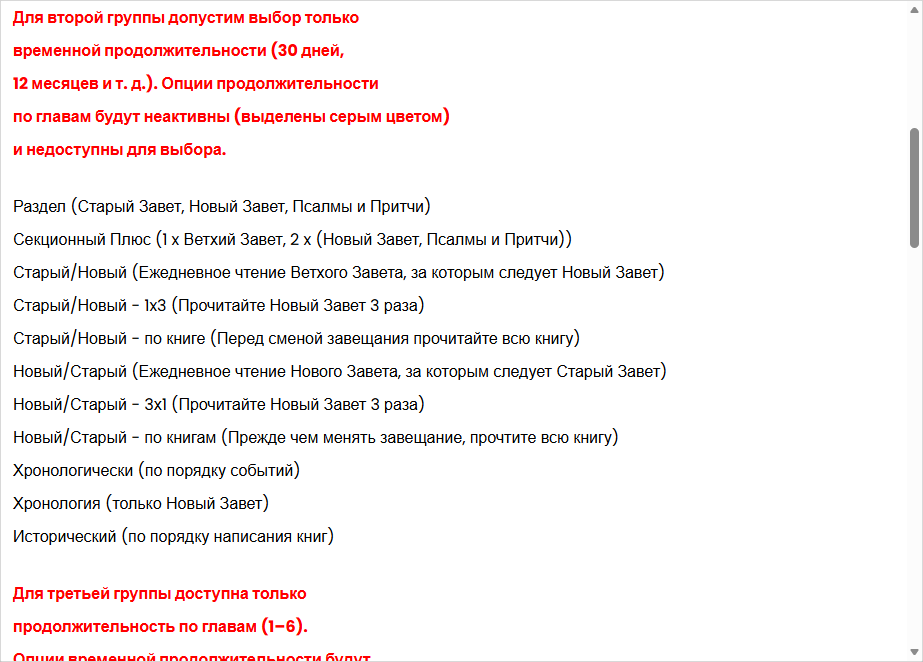 Для второй группы допустим выбор только
временной продолжительности (30 дней,
12 месяцев и т. д.). Опции продолжительности
по главам будут неактивны (выделены серым цветом)
и недоступны для выбора.
Раздел (Старый Завет, Новый Завет, Псалмы и Притчи)
Секционный Плюс (1 x Ветхий Завет, 2 x (Новый Завет, Псалмы и Притчи))
Старый/Новый (Ежедневное чтение Ветхого Завета, за которым следует Новый Завет)
Старый/Новый - 1x3 (Прочитайте Новый Завет 3 раза)
Старый/Новый - по книге (Перед сменой завещания прочитайте всю книгу)
Новый/Старый (Ежедневное чтение Нового Завета, за которым следует Старый Завет)
Новый/Старый - 3x1 (Прочитайте Новый Завет 3 раза)
Новый/Старый - по книгам (Прежде чем менять завещание, прочтите всю книгу)
Хронологически (по порядку событий)
Хронология (только Новый Завет)
Исторический (по порядку написания книг)
Для третьей группы доступна только
продолжительность по главам (1–6).
Опции временной продолжительности будут